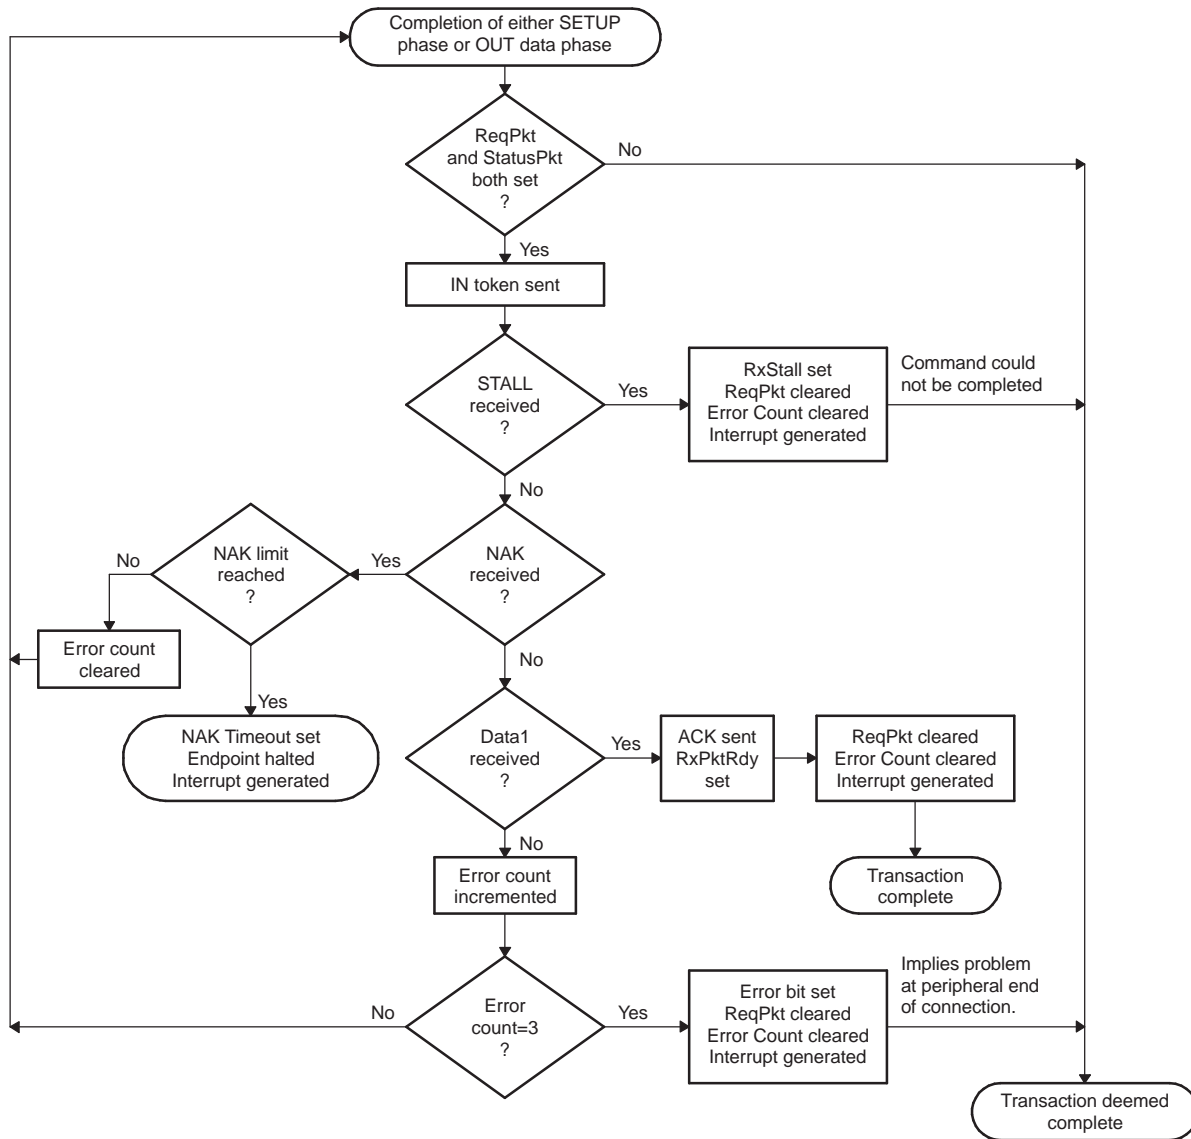 Completion of either SETUP
phase or OUT data phase
ReqPkt
and StatusPkt
both set
?
No
Yes
IN token sent
STALL
received
?
Yes
RxStall set
ReqPkt cleared
Error Count cleared
Interrupt generated
Command could
not be completed
No
NAK limit
reached
?
No
Yes
NAK
received
?
Error count
cleared
No
Yes
NAK Timeout set
Endpoint halted
Interrupt generated
Data1
received
?
Yes
ACK sent
RxPktRdy
set
ReqPkt cleared
Error Count cleared
Interrupt generated
No
Error count
incremented
Transaction
complete
Error
count=3
?
No
Yes
Error bit set
ReqPkt cleared
Error Count cleared
Interrupt generated
Implies problem
at peripheral end
of connection.
Transaction deemed
complete